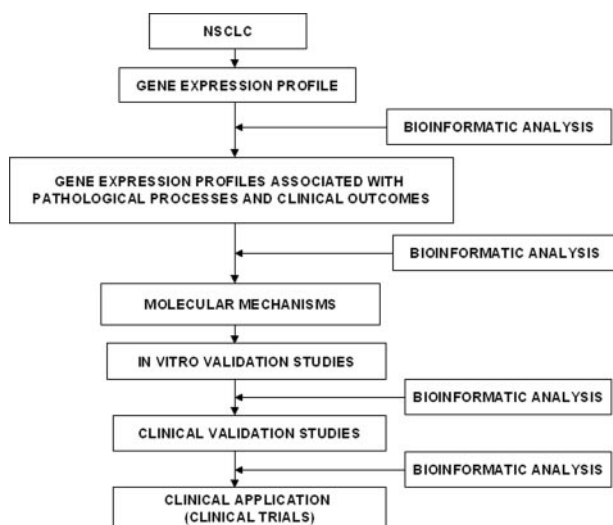 NSCLC
GENE EXPRESSION PROFILE
BIOINFORMATIC ANALYSIS
GENE EXPRESSION PROFILES ASSOCIATED WITH
PATHOLOGICAL PROCESSES AND CLINICAL OUTCOMES
BIOINFORMATIC ANALYSIS
MOLECULAR MECHANISMS
IN VITRO VALIDATION STUDIES
BIOINFORMATIC ANALYSIS
CLINICAL VALIDATION STUDIES
BIOINFORMATIC ANALYSIS
CLINICAL APPLICATION
(CLINICAL TRIALS)